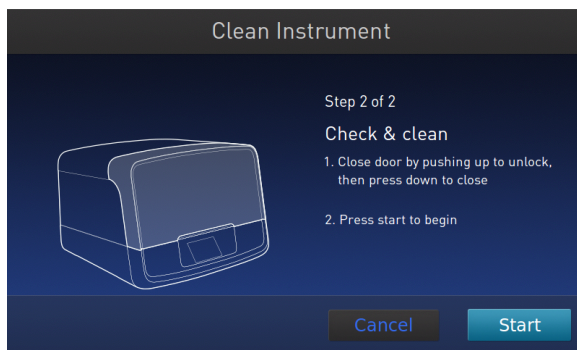 Clean Instrument
Step 2 of 2
Check & clean
1. Close door by pushing up to unlock,
then press down to close
2. Press start to begin
Cancel
Start